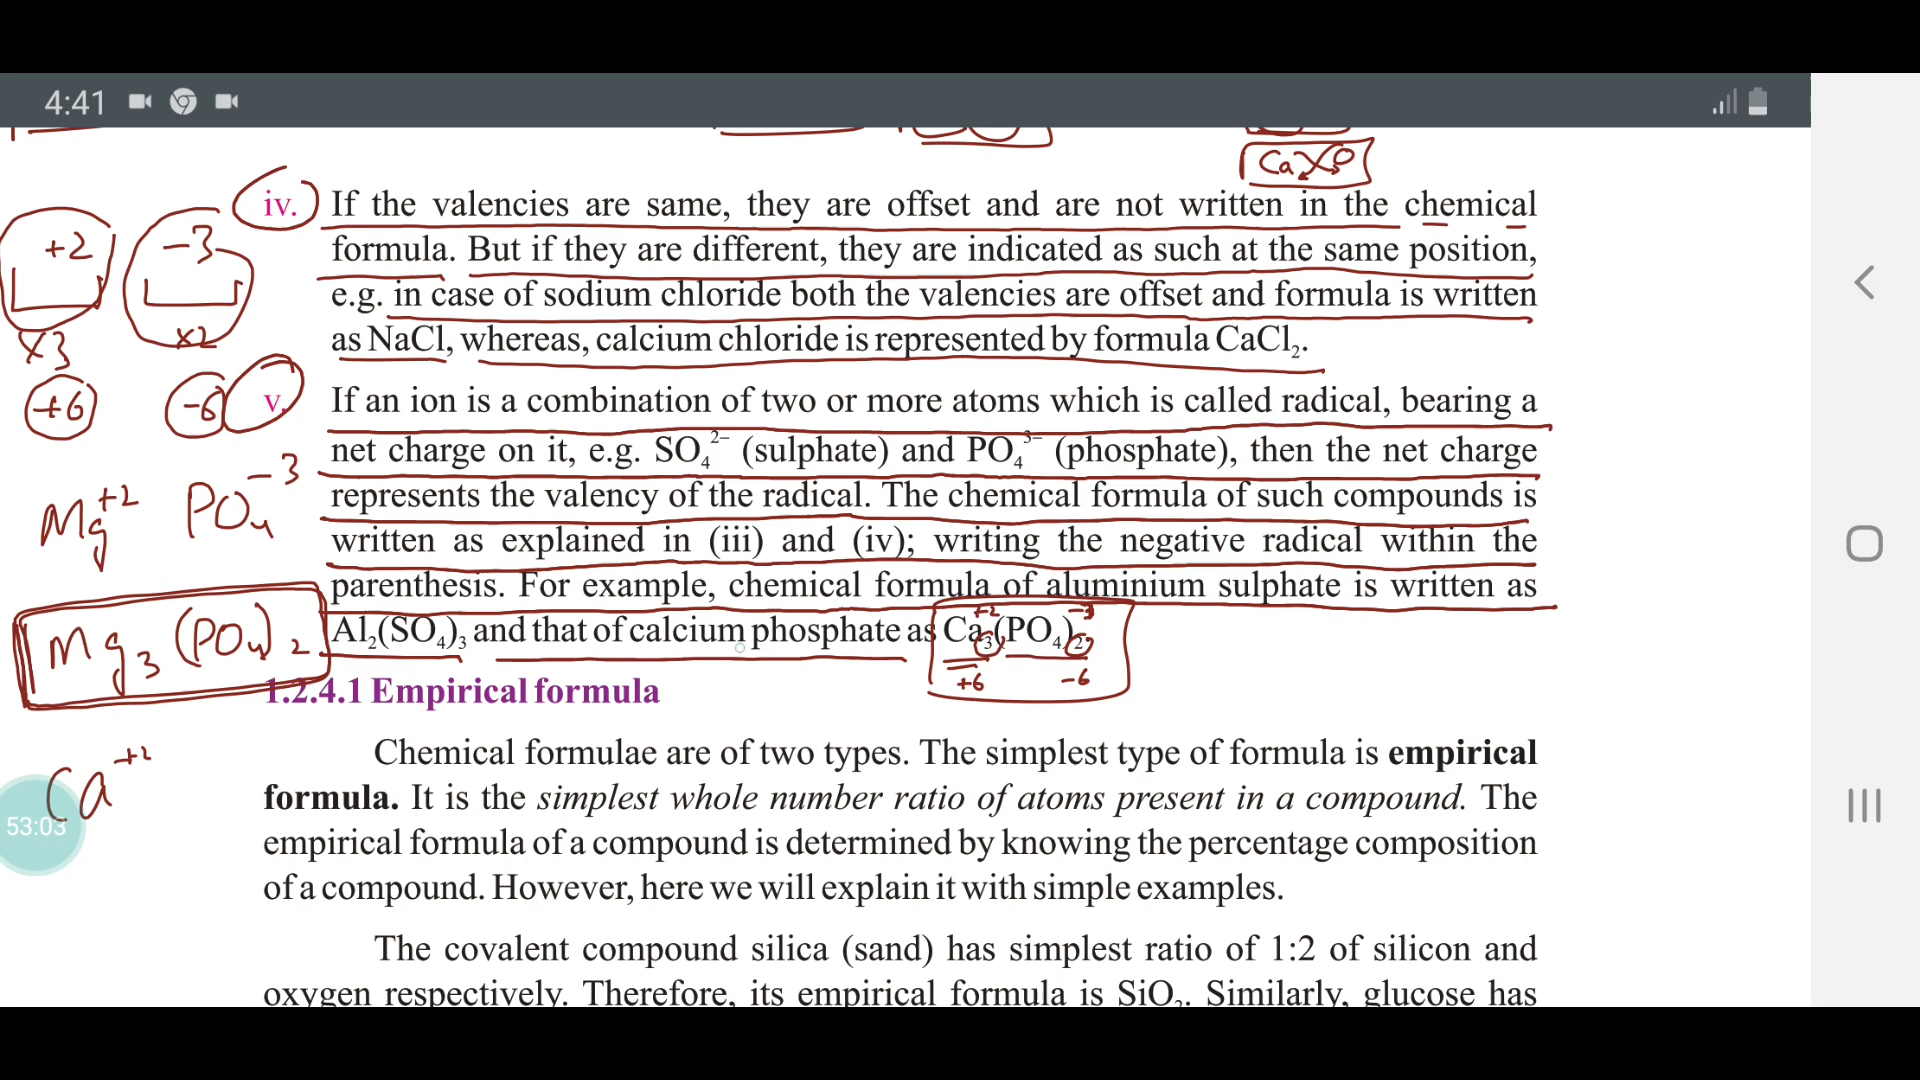 4:41
Ca O
iv. If the valencies are same, they are offset and are not written in the chemical
formula. But if they are different, they are indicated as such at the same position,
e.g. in case of sodium chloride both the valencies are offset and formula is written
as NaCl, whereas, calcium chloride is represented by formula CaCl₂.
+2 -3
×3 ×2
+6 -6
v. If an ion is a combination of two or more atoms which is called radical, bearing a
net charge on it, e.g. SO₄²⁻ (sulphate) and PO₄³⁻ (phosphate), then the net charge
represents the valency of the radical. The chemical formula of such compounds is
written as explained in (iii) and (iv); writing the negative radical within the
parenthesis. For example, chemical formula of aluminium sulphate is written as
Al₂(SO₄)₃ and that of calcium phosphate as Ca₃(PO₄)₂.
+2 -3
+6 -6
Mg⁺² PO₄⁻³
Mg₃(PO₄)₂
1.2.4.1 Empirical formula
Ca⁺²
53:03
Chemical formulae are of two types. The simplest type of formula is empirical
formula. It is the simplest whole number ratio of atoms present in a compound. The
empirical formula of a compound is determined by knowing the percentage composition
of a compound. However, here we will explain it with simple examples.
The covalent compound silica (sand) has simplest ratio of 1:2 of silicon and
oxygen respectively. Therefore, its empirical formula is SiO₂. Similarly, glucose has